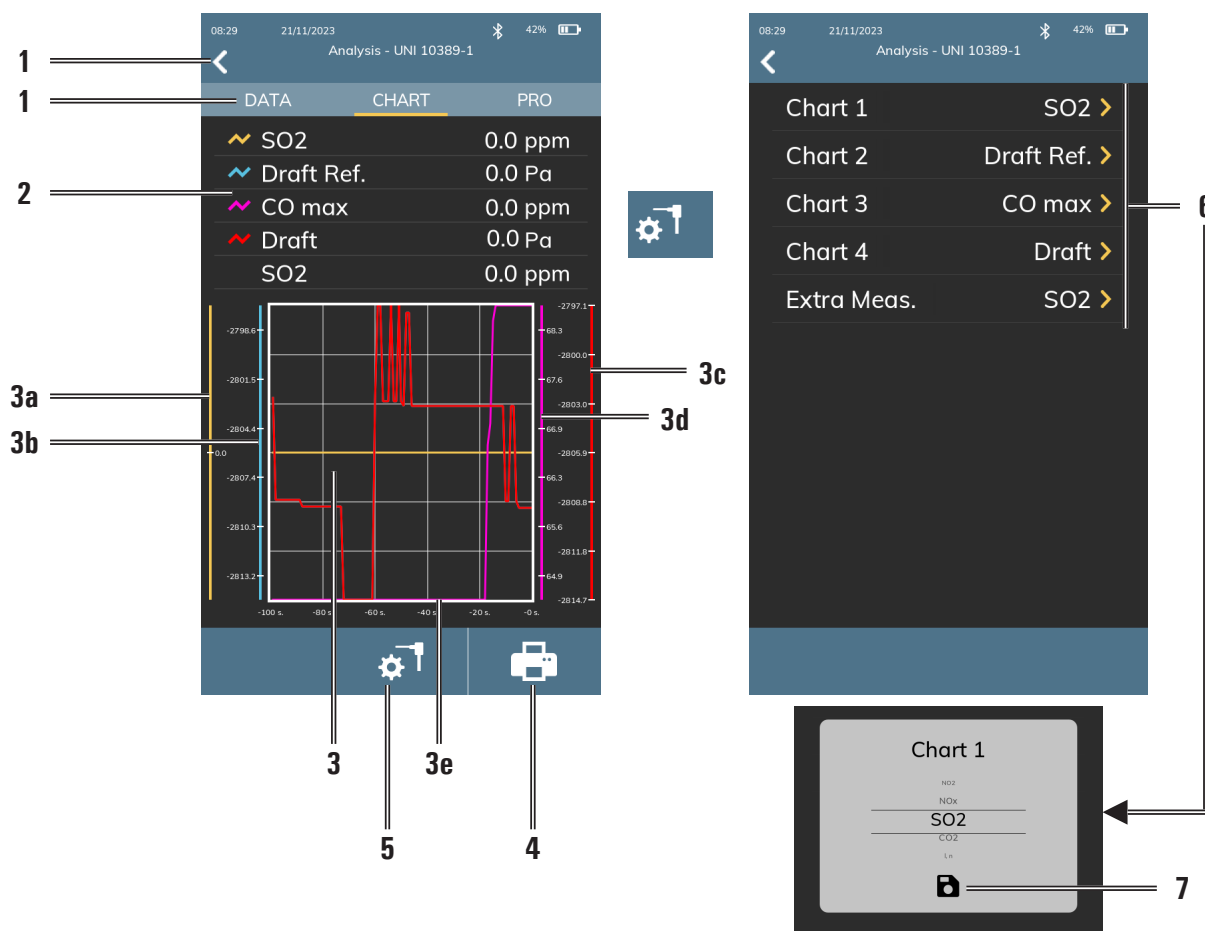 08:29 21/11/2023 42%
Analysis - UNI 10389-1
1
1
DATA CHART PRO
SO2 0.0 ppm
Draft Ref. 0.0 Pa
2
CO max 0.0 ppm
Draft 0.0 Pa
SO2 0.0 ppm
-2797.1
-2798.6 68.3
-2800.0
3c
-2801.5 67.6
3a
-2803.0
3d
-2804.4 66.9
3b
0.0 -2805.9
-2807.4 66.3
-2808.8
-2810.3 65.6
-2811.8
-2813.2 64.9
-2814.7
-100 s. -80 s. -60 s. -40 s. -20 s. -0 s.
3 3e
5 4
08:29 21/11/2023 42%
Analysis - UNI 10389-1
Chart 1 SO2
Chart 2 Draft Ref.
Chart 3 CO max
Chart 4 Draft
Extra Meas. SO2
6
Chart 1
NO2
NOx
SO2
CO2
7